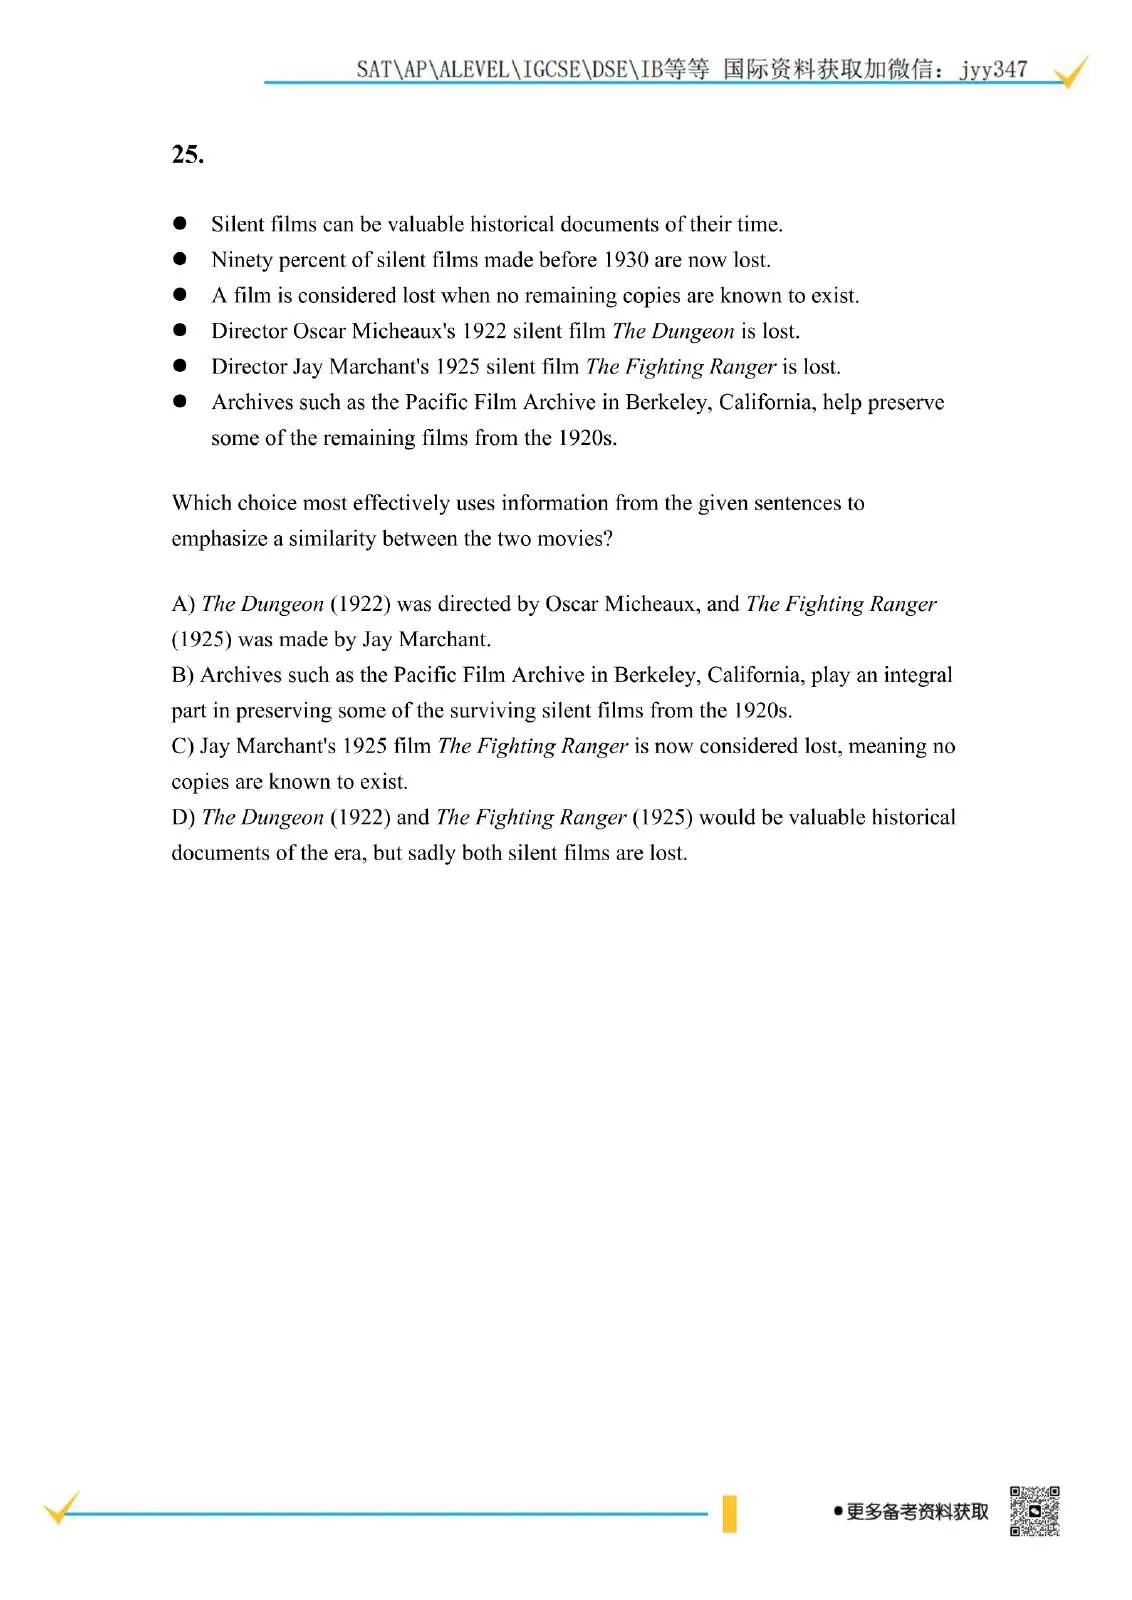 SAT\AP\ALEVEL\IGCSE\DSE\IB等等 国际资料获取加微信：jyy347
25.
● Silent films can be valuable historical documents of their time.
● Ninety percent of silent films made before 1930 are now lost.
● A film is considered lost when no remaining copies are known to exist.
● Director Oscar Micheaux's 1922 silent film The Dungeon is lost.
● Director Jay Marchant's 1925 silent film The Fighting Ranger is lost.
● Archives such as the Pacific Film Archive in Berkeley, California, help preserve
some of the remaining films from the 1920s.
Which choice most effectively uses information from the given sentences to
emphasize a similarity between the two movies?
A) The Dungeon (1922) was directed by Oscar Micheaux, and The Fighting Ranger
(1925) was made by Jay Marchant.
B) Archives such as the Pacific Film Archive in Berkeley, California, play an integral
part in preserving some of the surviving silent films from the 1920s.
C) Jay Marchant's 1925 film The Fighting Ranger is now considered lost, meaning no
copies are known to exist.
D) The Dungeon (1922) and The Fighting Ranger (1925) would be valuable historical
documents of the era, but sadly both silent films are lost.
●更多备考资料获取